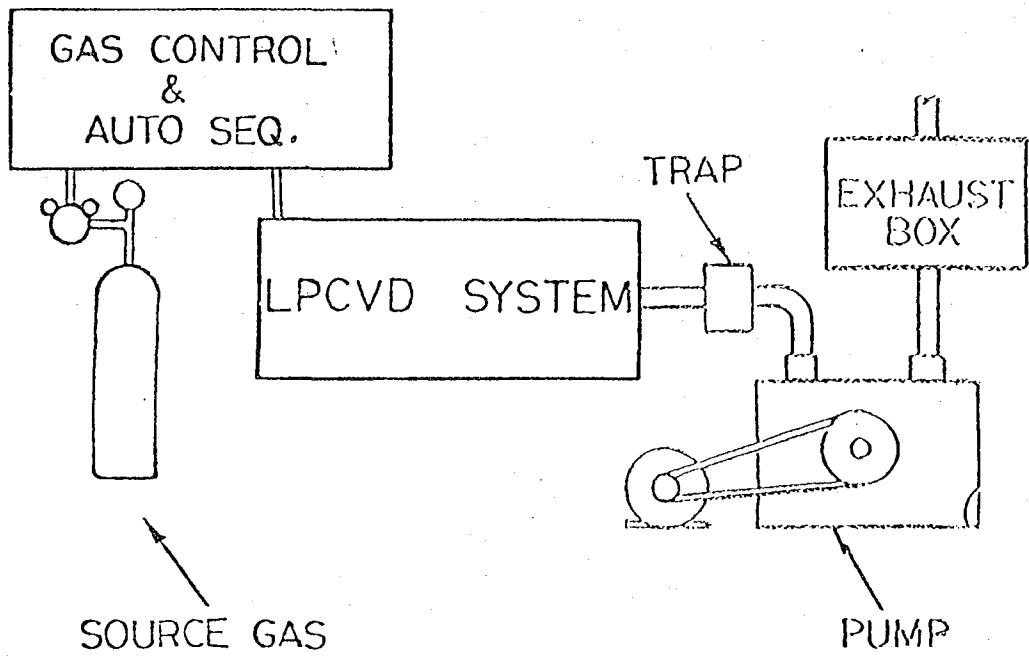 GAS CONTROL
&
AUTO SEQ.
TRAP
EXHAUST
BOX
LPCVD SYSTEM
SOURCE GAS
PUMP